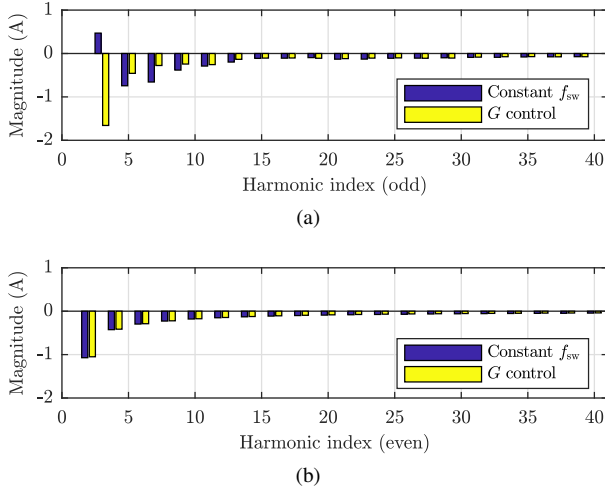 1
0
-1
-2
Magnitude (A)
Constant f_sw
G control
0 5 10 15 20 25 30 35 40
Harmonic index (odd)
(a)
1
0
-1
-2
Magnitude (A)
Constant f_sw
G control
0 5 10 15 20 25 30 35 40
Harmonic index (even)
(b)